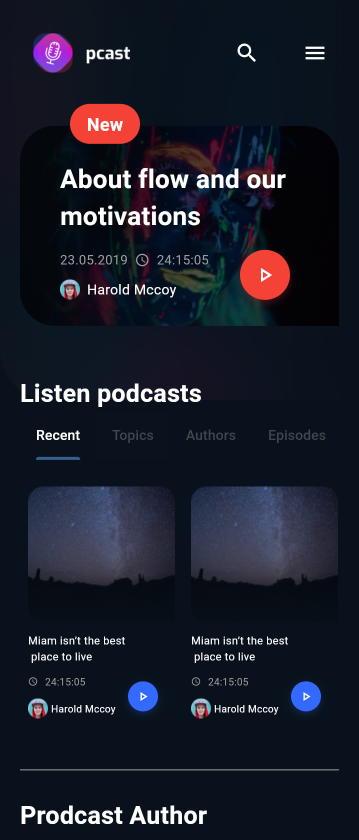 pcast
New
About flow and our
motivations
23.05.2019 24:15:05
Harold Mccoy
Listen podcasts
Recent Topics Authors Episodes
Miam isn't the best
place to live
24:15:05
Harold Mccoy
Miam isn't the best
place to live
24:15:05
Harold Mccoy
Prodcast Author